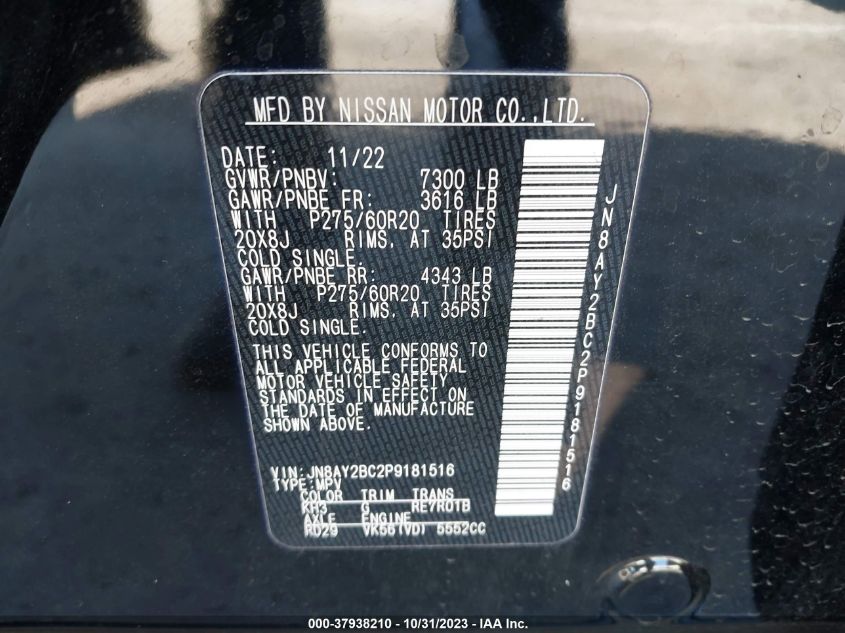 MFD BY NISSAN MOTOR CO.,LTD.
DATE: 11/22
GVWR/PNBV: 7300 LB
GAWR/PNBE FR: 3616 LB
WITH P275/60R20 TIRES
20X8J RIMS, AT 35PSI
COLD SINGLE.
GAWR/PNBE RR: 4343 LB
WITH P275/60R20 TIRES
20X8J RIMS, AT 35PSI
COLD SINGLE.
THIS VEHICLE CONFORMS TO
ALL APPLICABLE FEDERAL
MOTOR VEHICLE SAFETY
STANDARDS IN EFFECT ON
THE DATE OF MANUFACTURE
SHOWN ABOVE.
VIN:JN8AY2BC2P9181516
TYPE:MPV
COLOR TRIM TRANS
KH3 G RE7R01B
AXLE ENGINE
RD29 VK56(VD) 5552CC
JN8AY2BC2P9181516
000-37938210 - 10/31/2023 - IAA Inc.